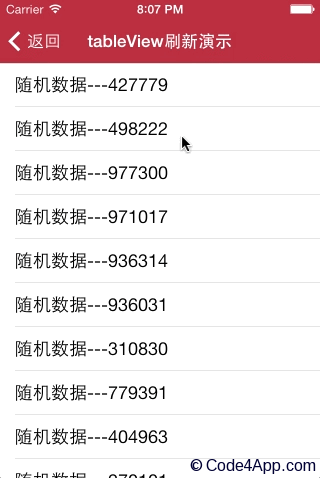 Carrier 8:07 PM
返回 tableView刷新演示
随机数据---427779
随机数据---498222
随机数据---977300
随机数据---971017
随机数据---936314
随机数据---936031
随机数据---310830
随机数据---779391
随机数据---404963
© Code4App.com